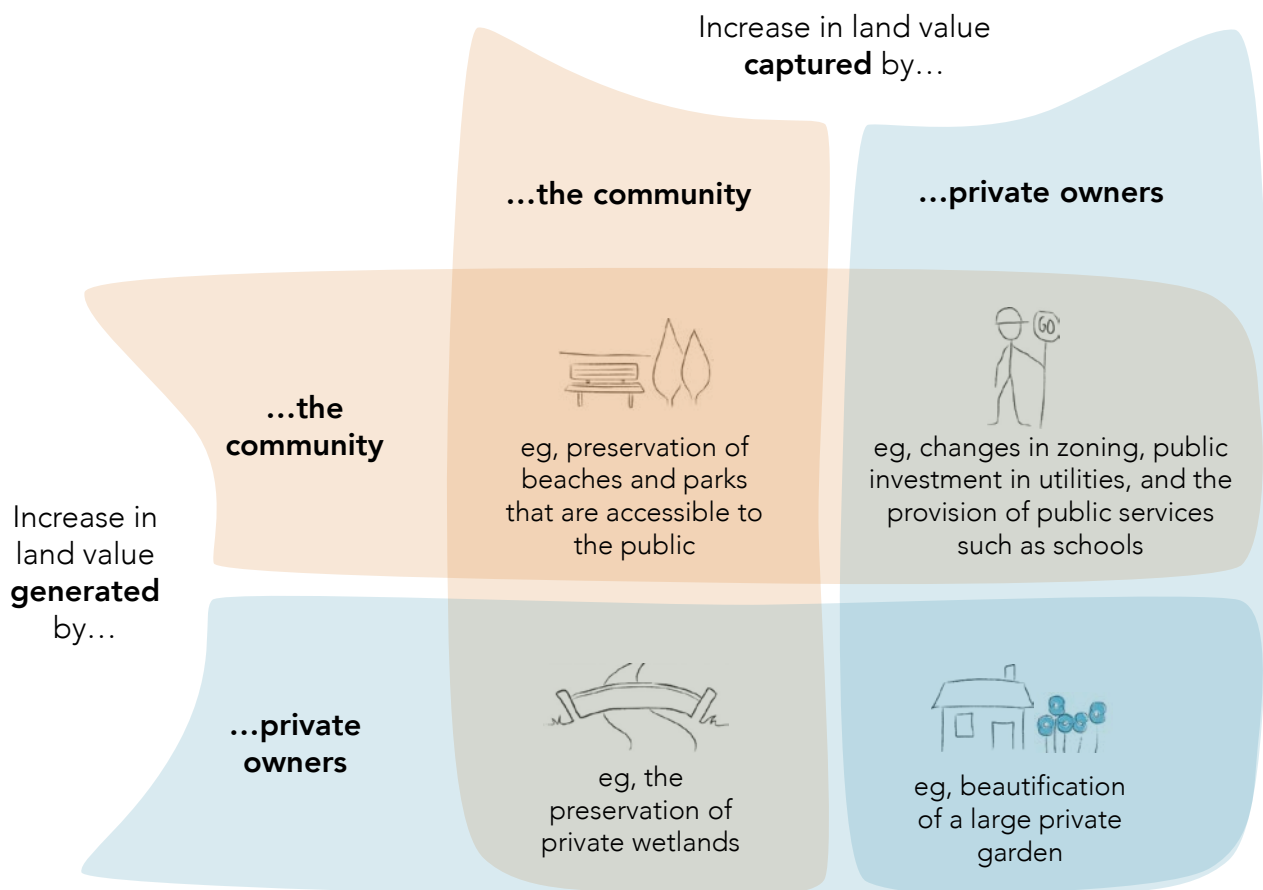 Increase in land value
captured by…
…the community
…private owners
GO
…the
community
eg, preservation of
beaches and parks
that are accessible to
the public
eg, changes in zoning, public
investment in utilities, and the
provision of public services
such as schools
Increase in
land value
generated
by…
…private
owners
eg, the
preservation of
private wetlands
eg, beautification
of a large private
garden